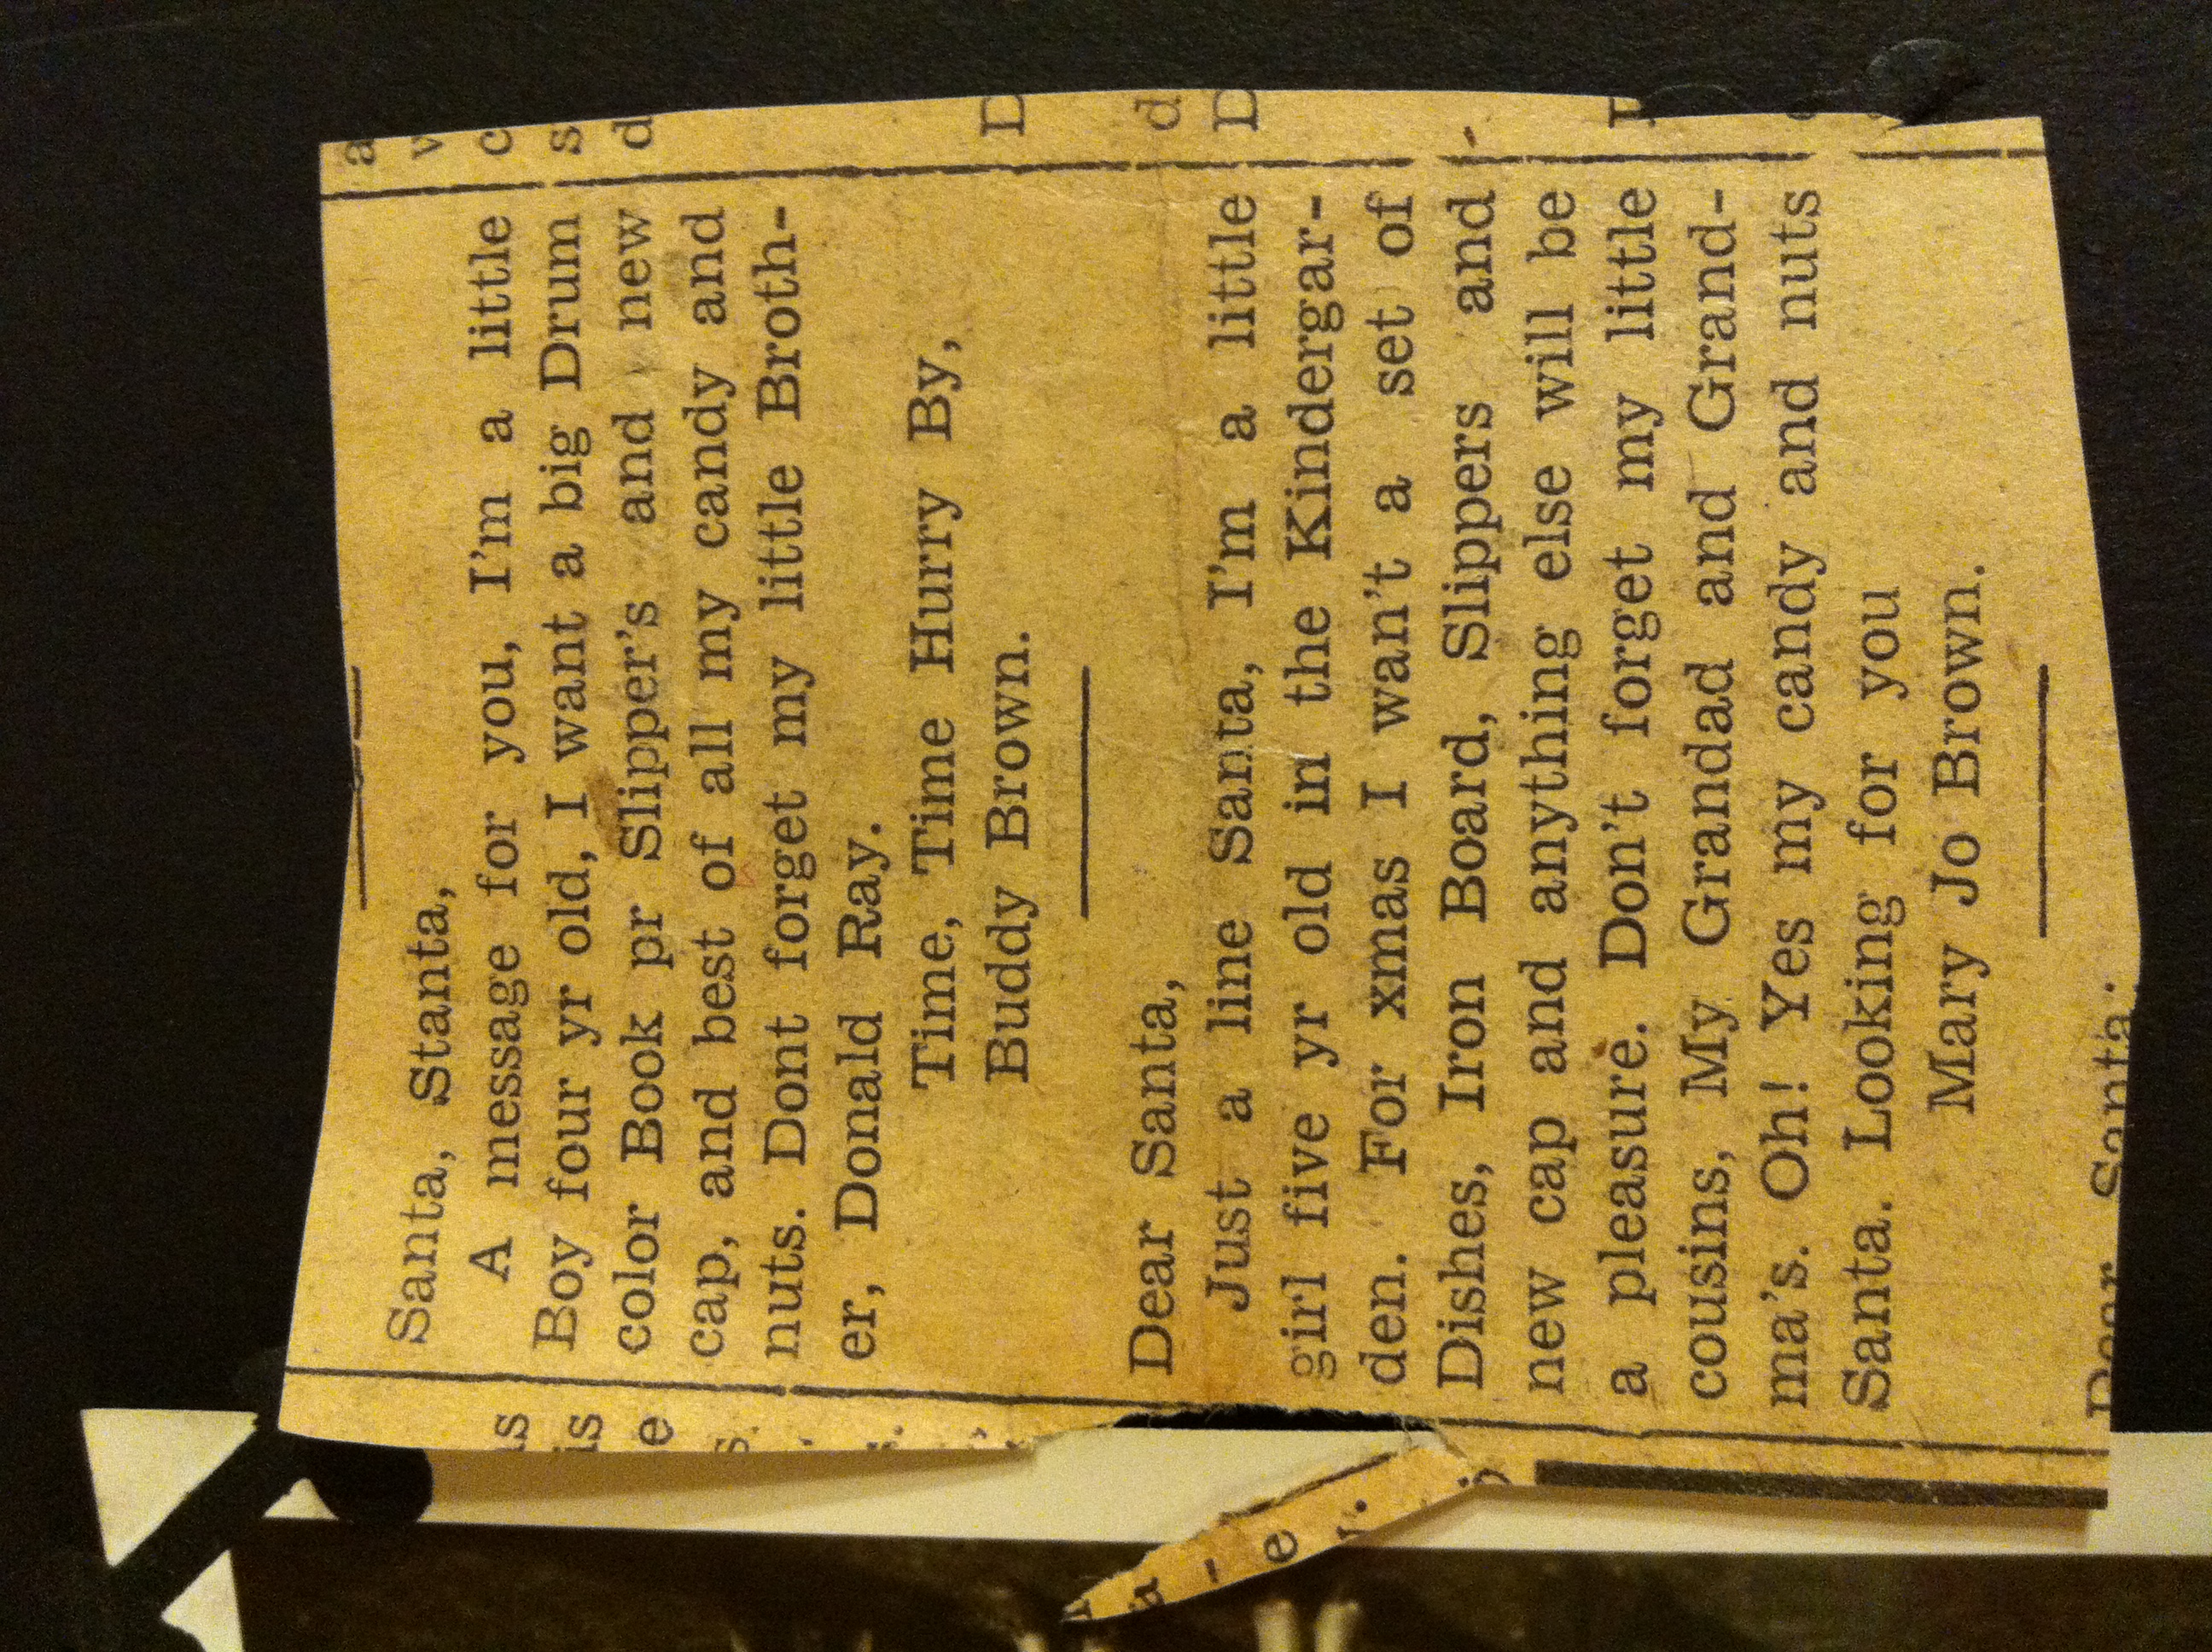 Santa, Stanta,
A message for you, I'm a little
Boy four yr old, I want a big Drum
color Book pr Slipper's and new
cap, and best of all my candy and
nuts. Dont forget my little Broth-
er, Donald Ray.
Time, Time Hurry By,
Buddy Brown.
Dear Santa,
Just a line Santa, I'm a little
girl five yr old in the Kindergar-
den. For xmas I wan't a set of
Dishes, Iron Board, Slippers and
new cap and anything else will be
a pleasure. Don't forget my little
cousins, My Grandad and Grand-
ma's. Oh! Yes my candy and nuts
Santa. Looking for you
Mary Jo Brown.
Dear Santa: